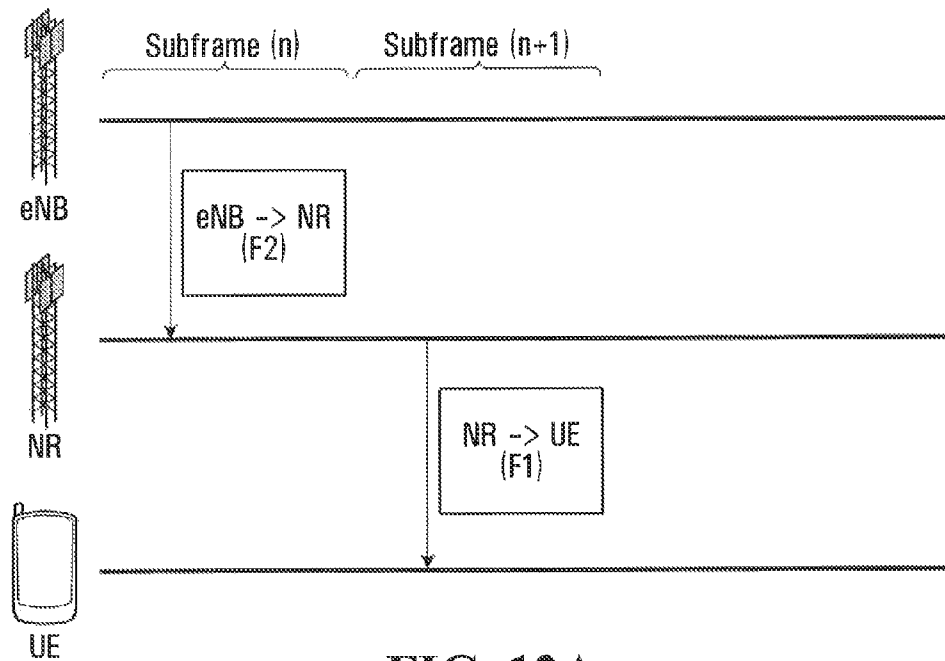 Subframe (n) Subframe (n+1)
eNB
eNB -> NR
(F2)
NR
NR -> UE
(F1)
UE